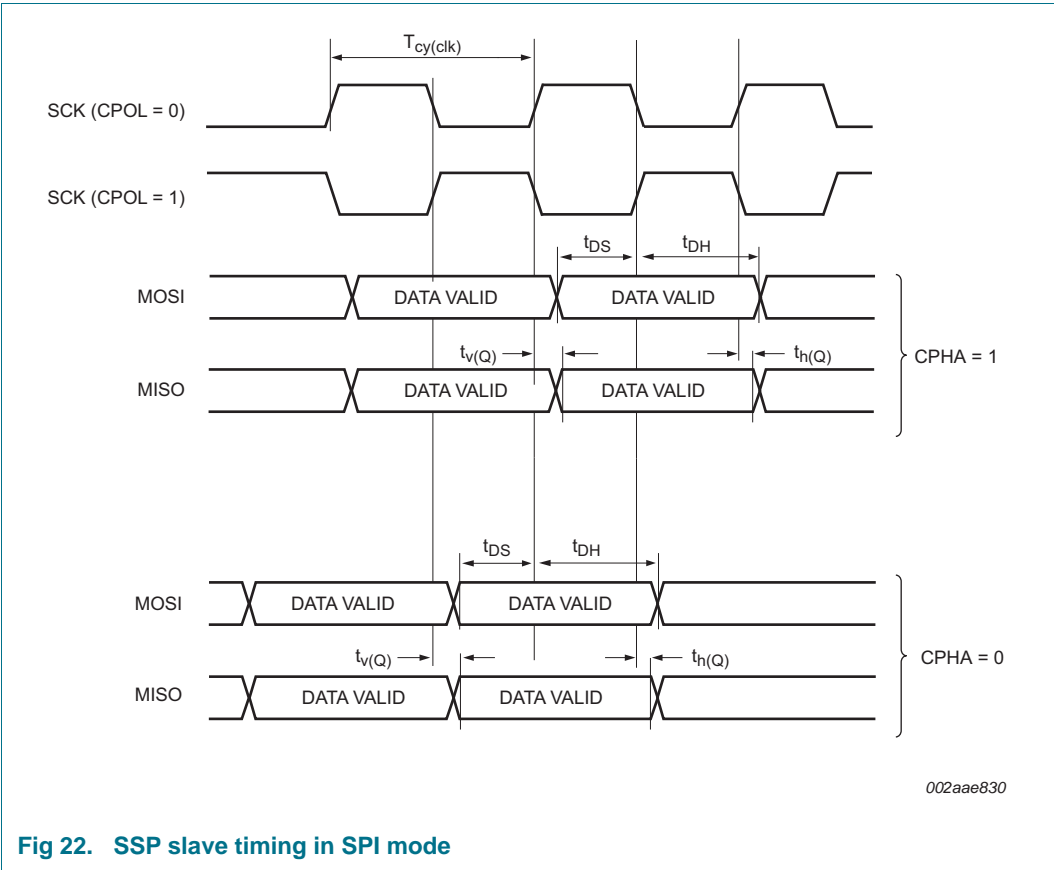 Tcy(clk)
SCK (CPOL = 0)
SCK (CPOL = 1)
tDS tDH
MOSI DATA VALID DATA VALID
tv(Q) th(Q)
CPHA = 1
MISO DATA VALID DATA VALID
tDS tDH
MOSI DATA VALID DATA VALID
tv(Q) th(Q)
CPHA = 0
MISO DATA VALID DATA VALID
002aae830
Fig 22. SSP slave timing in SPI mode